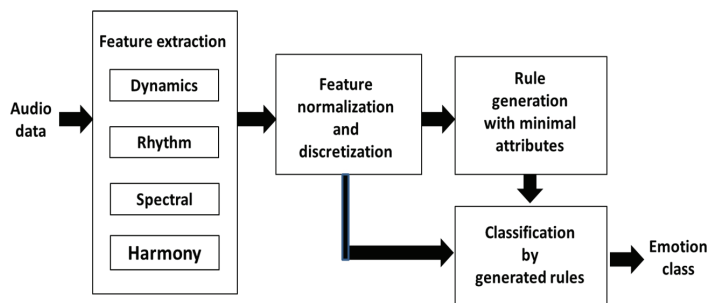 Audio
data
Feature extraction
Dynamics
Rhythm
Spectral
Harmony
Feature
normalization
and
discretization
Rule
generation
with minimal
attributes
Classification
by
generated rules
Emotion
class